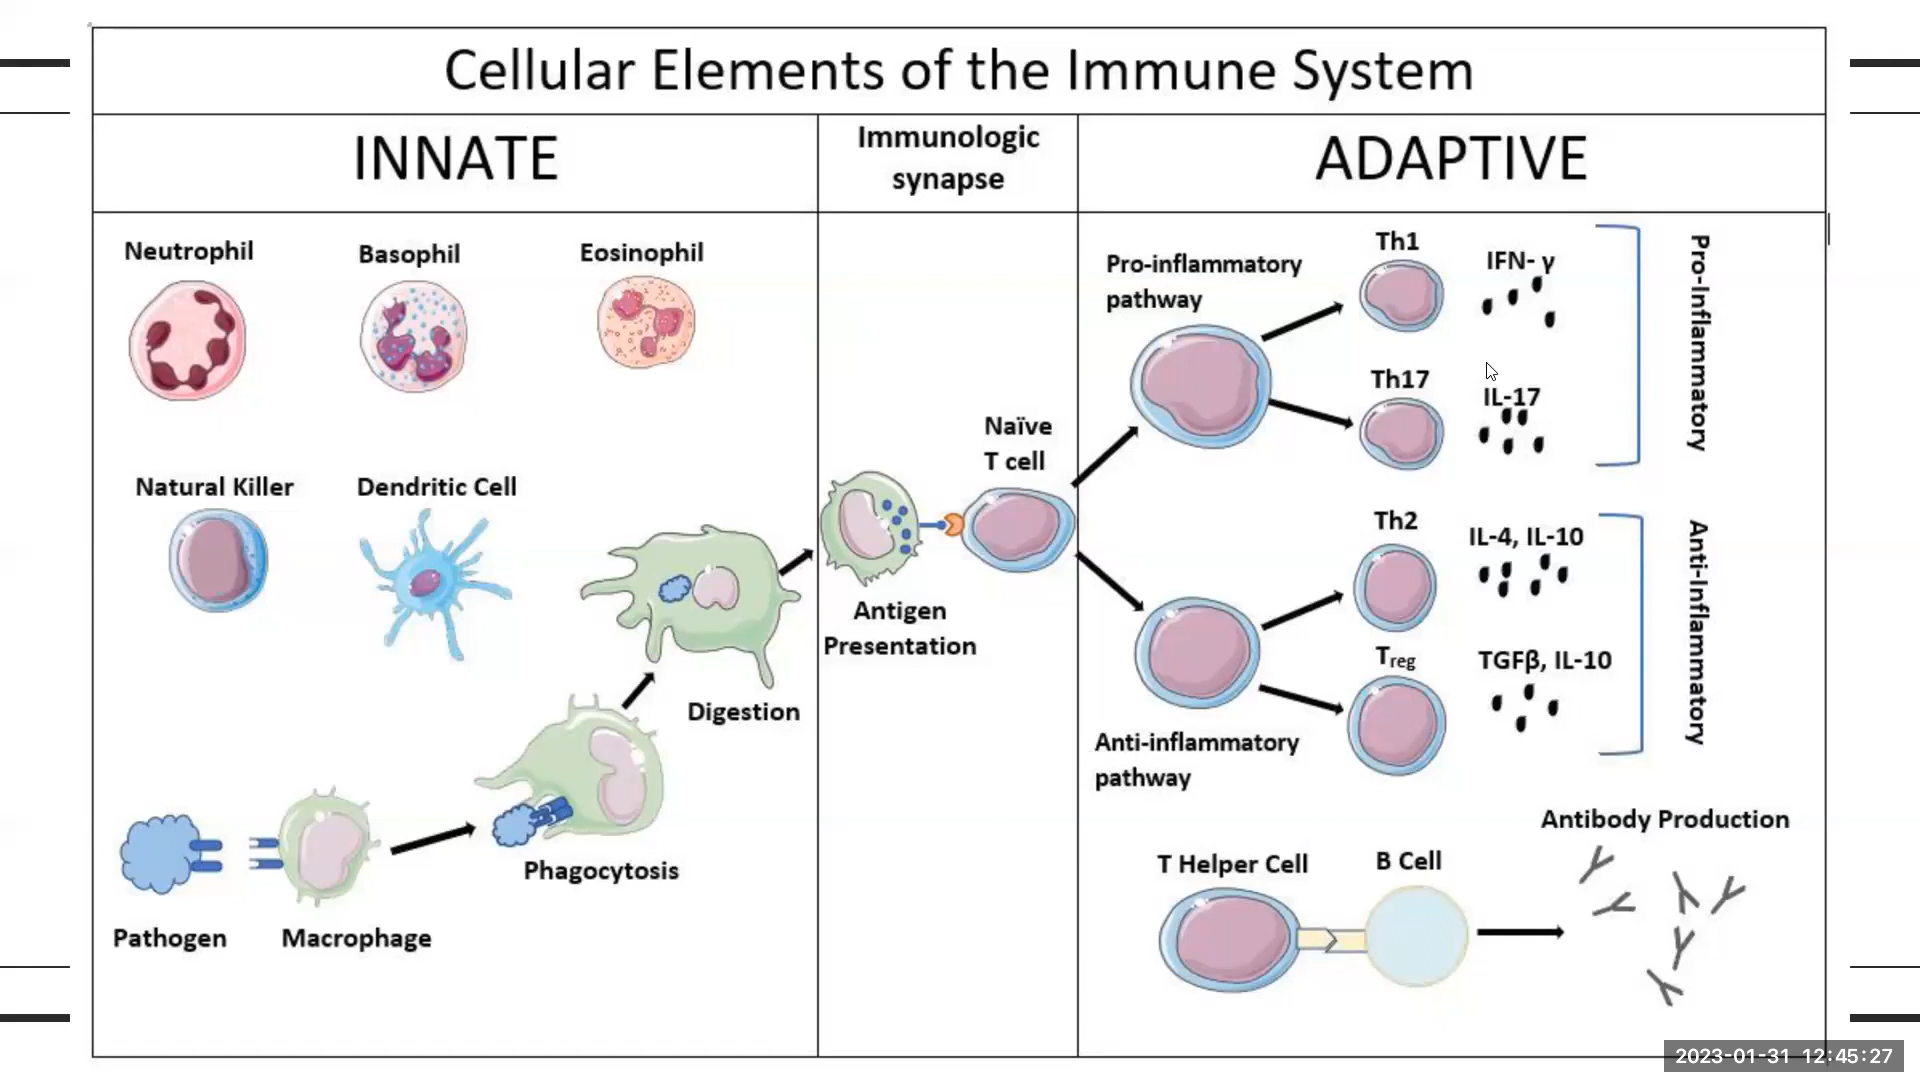 Cellular Elements of the Immune System
INNATE
Immunologic
synapse
ADAPTIVE
Neutrophil
Basophil
Eosinophil
Natural Killer
Dendritic Cell
Digestion
Phagocytosis
Pathogen
Macrophage
Naïve
T cell
Antigen
Presentation
Pro-inflammatory
pathway
Th1
IFN- γ
Th17
IL-17
Pro-Inflammatory
Th2
IL-4, IL-10
Treg
TGFβ, IL-10
Anti-Inflammatory
Anti-inflammatory
pathway
T Helper Cell
B Cell
Antibody Production
2023-01-31 12:45:27